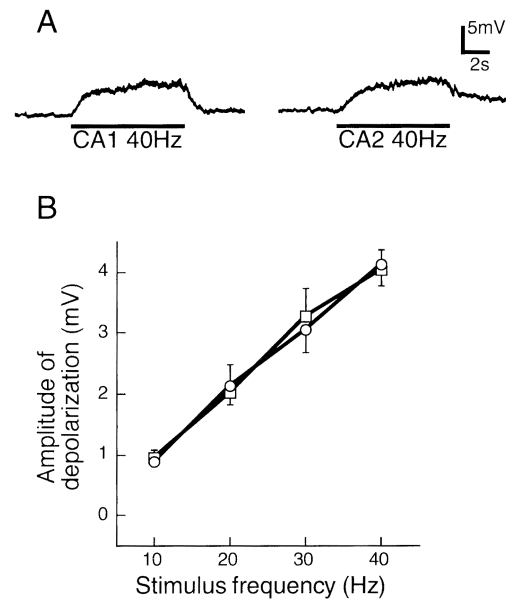 A
5mV
2s
CA1 40Hz
CA2 40Hz
B
Amplitude of
depolarization (mV)
4
3
2
1
0
10
20
30
40
Stimulus frequency (Hz)